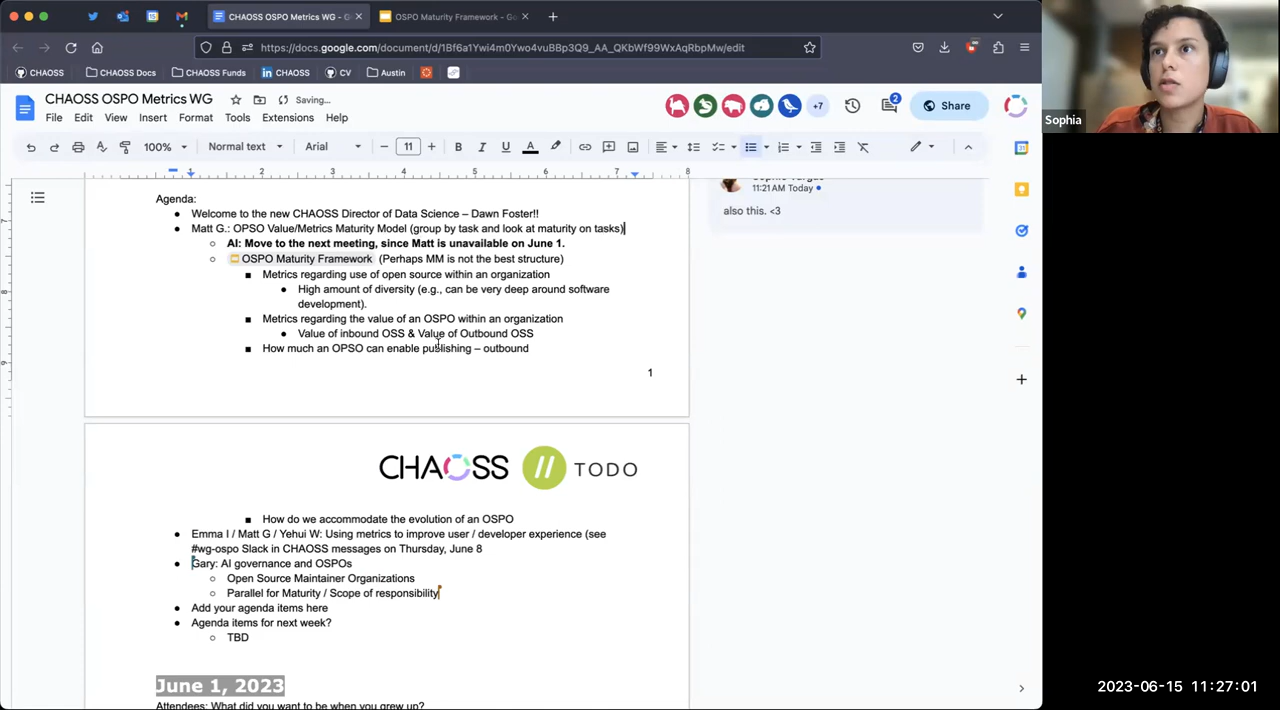 CHAOSS OSPO Metrics WG - G
OSPO Maturity Framework - Go
https://docs.google.com/document/d/1Bf6a1Ywi4m0Ywo4vuBBp3Q9_AA_QKbWf99WxAqRbpMw/edit
CHAOSS
CHAOSS Docs
CHAOSS Funds
CHAOSS
CV
Austin
CHAOSS OSPO Metrics WG
Saving...
File Edit View Insert Format Tools Extensions Help
+7
2
Share
100%
Normal text
Arial
11
Sophia
1 2 3 4 5 6 7 8
Agenda:
Welcome to the new CHAOSS Director of Data Science – Dawn Foster!!
Matt G.: OPSO Value/Metrics Maturity Model (group by task and look at maturity on tasks)
AI: Move to the next meeting, since Matt is unavailable on June 1.
OSPO Maturity Framework (Perhaps MM is not the best structure)
Metrics regarding use of open source within an organization
High amount of diversity (e.g., can be very deep around software
development).
Metrics regarding the value of an OSPO within an organization
Value of inbound OSS & Value of Outbound OSS
How much an OPSO can enable publishing – outbound
1
11:21 AM Today
also this. <3
CHAOSS TODO
How do we accommodate the evolution of an OSPO
Emma I / Matt G / Yehui W: Using metrics to improve user / developer experience (see
#wg-ospo Slack in CHAOSS messages on Thursday, June 8
Gary: AI governance and OSPOs
Open Source Maintainer Organizations
Parallel for Maturity / Scope of responsibility
Add your agenda items here
Agenda items for next week?
TBD
June 1, 2023
Attendees: What did you want to be when you grew up?
2023-06-15 11:27:01